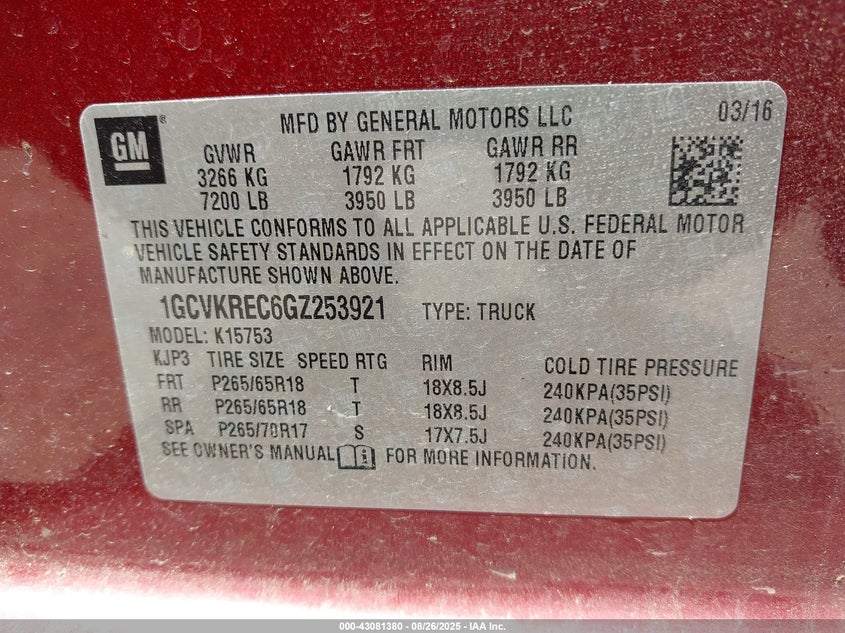 GM ®
MFD BY GENERAL MOTORS LLC 03/16
GVWR GAWR FRT GAWR RR
3266 KG 1792 KG 1792 KG
7200 LB 3950 LB 3950 LB
THIS VEHICLE CONFORMS TO ALL APPLICABLE U.S. FEDERAL MOTOR
VEHICLE SAFETY STANDARDS IN EFFECT ON THE DATE OF
MANUFACTURE SHOWN ABOVE.
1GCVKREC6GZ253921 TYPE: TRUCK
MODEL: K15753
KJP3 TIRE SIZE SPEED RTG RIM COLD TIRE PRESSURE
FRT P265/65R18 T 18X8.5J 240KPA(35PSI)
RR P265/65R18 T 18X8.5J 240KPA(35PSI)
SPA P265/70R17 S 17X7.5J 240KPA(35PSI)
SEE OWNER'S MANUAL i FOR MORE INFORMATION.
000-43081380 - 08/26/2025 - IAA Inc.